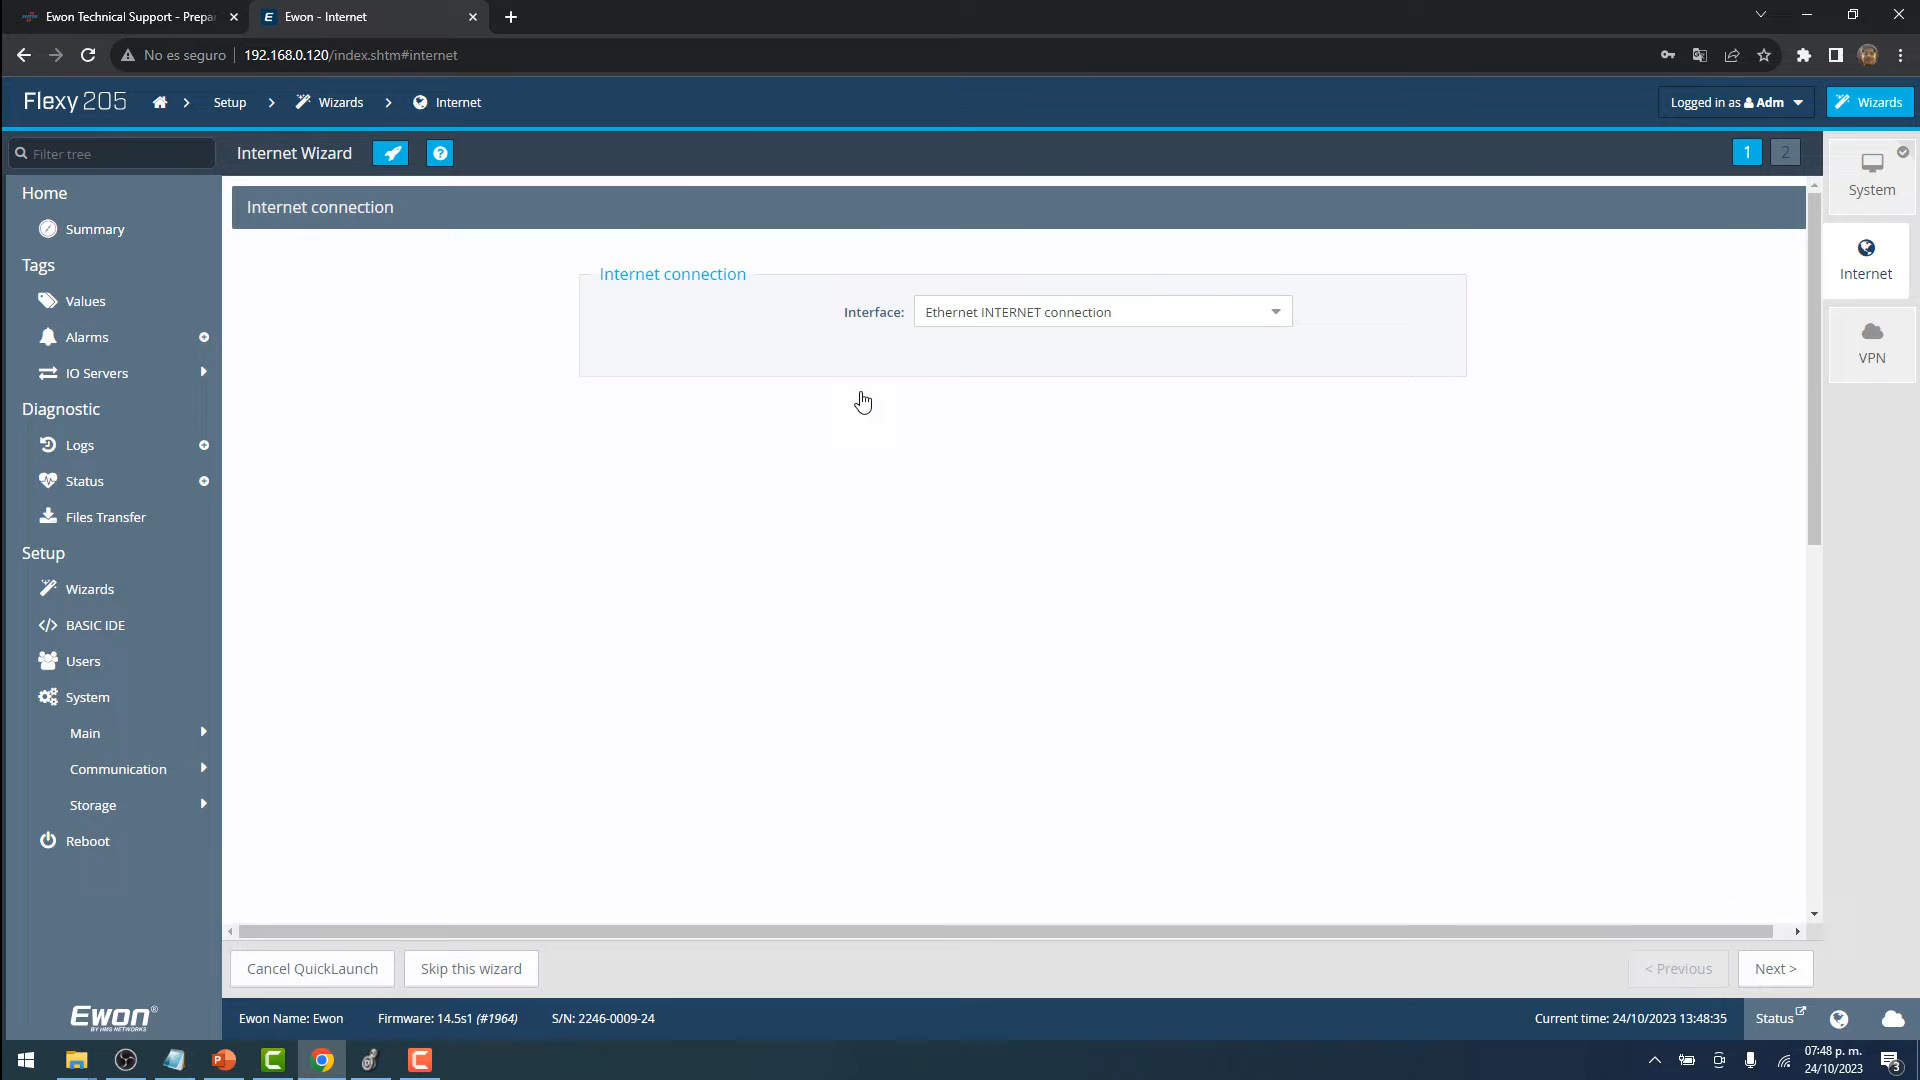 Ewon Technical Support - Prepa
Ewon - Internet
No es seguro
192.168.0.120/index.shtm#internet
Flexy 205
Setup
Wizards
Internet
Logged in as Adm
Wizards
Filter tree
Internet Wizard
1
2
System
Internet
VPN
Home
Summary
Tags
Values
Alarms
IO Servers
Diagnostic
Logs
Status
Files Transfer
Setup
Wizards
BASIC IDE
Users
System
Main
Communication
Storage
Reboot
Internet connection
Internet connection
Interface:
Ethernet INTERNET connection
Cancel QuickLaunch
Skip this wizard
< Previous
Next >
Ewon®
BY HMS NETWORKS
Ewon Name: Ewon
Firmware: 14.5s1 (#1964)
S/N: 2246-0009-24
Current time: 24/10/2023 13:48:35
Status
07:48 p. m.
24/10/2023
3